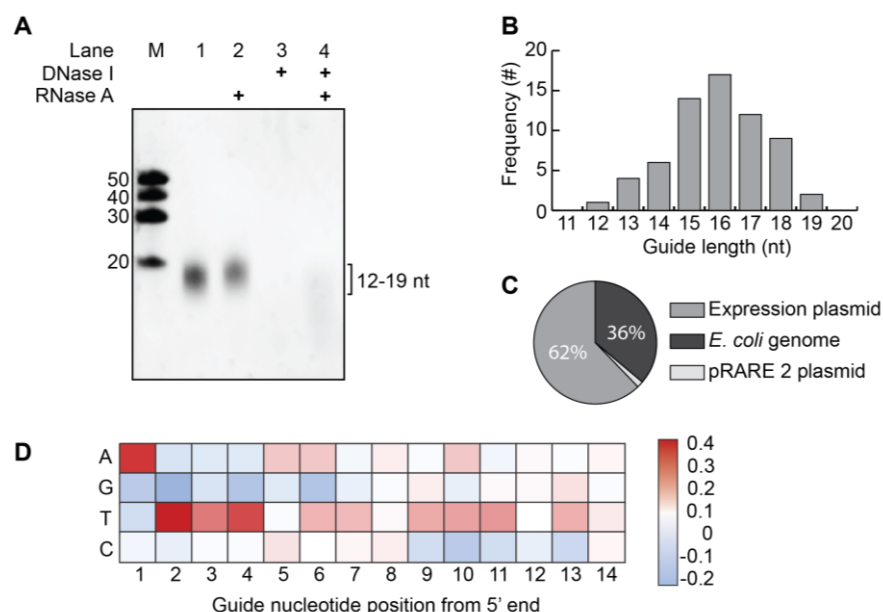 A
Lane M 1 2 3 4
DNase I + +
RNase A + +
50
40
30
20
12-19 nt
B
Frequency (#)
20
15
10
5
0
11 12 13 14 15 16 17 18 19 20
Guide length (nt)
C
36%
62%
Expression plasmid
E. coli genome
pRARE 2 plasmid
D
A
G
T
C
1 2 3 4 5 6 7 8 9 10 11 12 13 14
Guide nucleotide position from 5' end
0.4
0.3
0.2
0.1
0
-0.1
-0.2